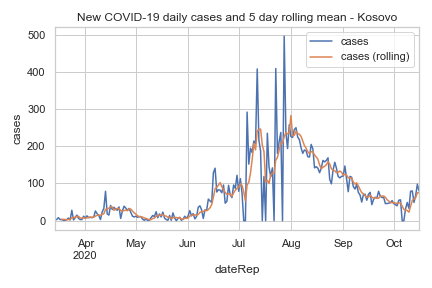 New COVID-19 daily cases and 5 day rolling mean - Kosovo
cases
cases (rolling)
500
400
300
200
100
0
cases
Apr
2020
May
Jun
Jul
Aug
Sep
Oct
dateRep